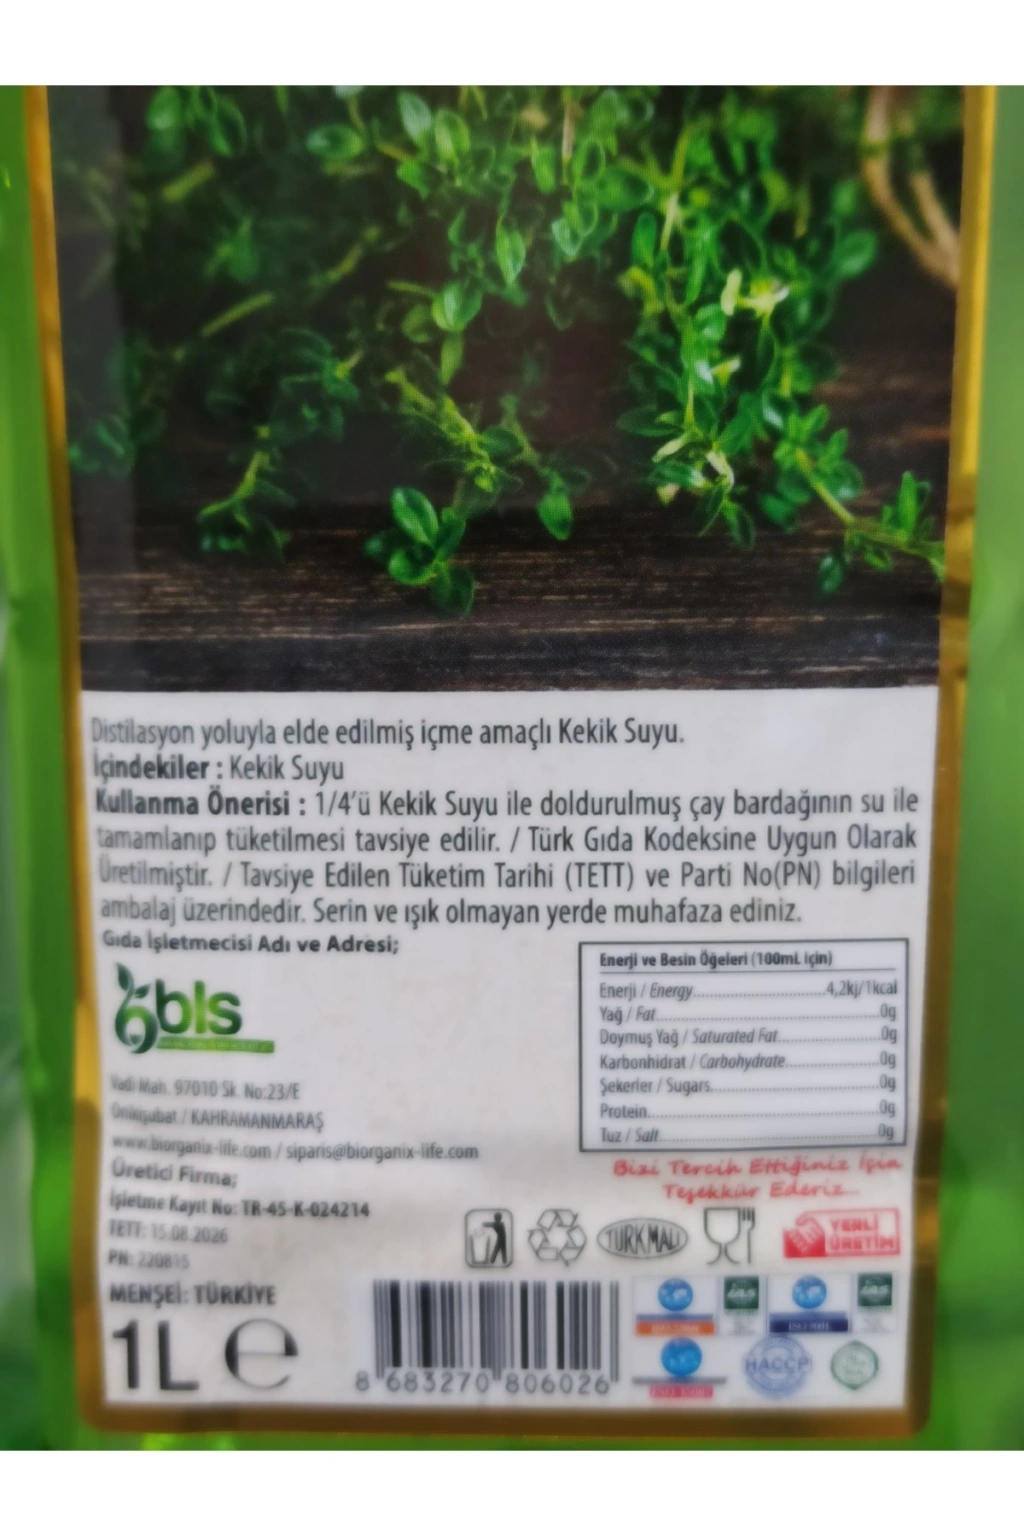 Distilasyon yoluyla elde edilmiş içme amaçlı Kekik Suyu.
İçindekiler : Kekik Suyu
Kullanma Önerisi : 1/4'ü Kekik Suyu ile doldurulmuş çay bardağının su ile
tamamlanıp tüketilmesi tavsiye edilir. / Türk Gıda Kodeksine Uygun Olarak
Üretilmiştir. / Tavsiye Edilen Tüketim Tarihi (TETT) ve Parti No(PN) bilgileri
ambalaj üzerindedir. Serin ve ışık olmayan yerde muhafaza ediniz.
Gıda İşletmecisi Adı ve Adresi;
bls
Vadi Mah. 97010 Sk. No:23/E
Onikişubat / KAHRAMANMARAŞ
www.biorganix-life.com / siparis@biorganix-life.com
Üretici Firma;
İşletme Kayıt No: TR-45-K-024214
TETT: 15.08.2026
PN: 220815
MENŞEİ: TÜRKİYE
1L e
Enerji ve Besin Öğeleri (100mL için)
Enerji / Energy 4,2kj/1kcal
Yağ / Fat 0g
Doymuş Yağ / Saturated Fat 0g
Karbonhidrat / Carbohydrate 0g
Şekerler / Sugars 0g
Protein 0g
Tuz / Salt 0g
Bizi Tercih Ettiğiniz İçin
Teşekkür Ederiz...
TÜRK MALI
YERLİ
ÜRETİM
8 683270 806026
IAS
ISO 9001
IAS
HACCP